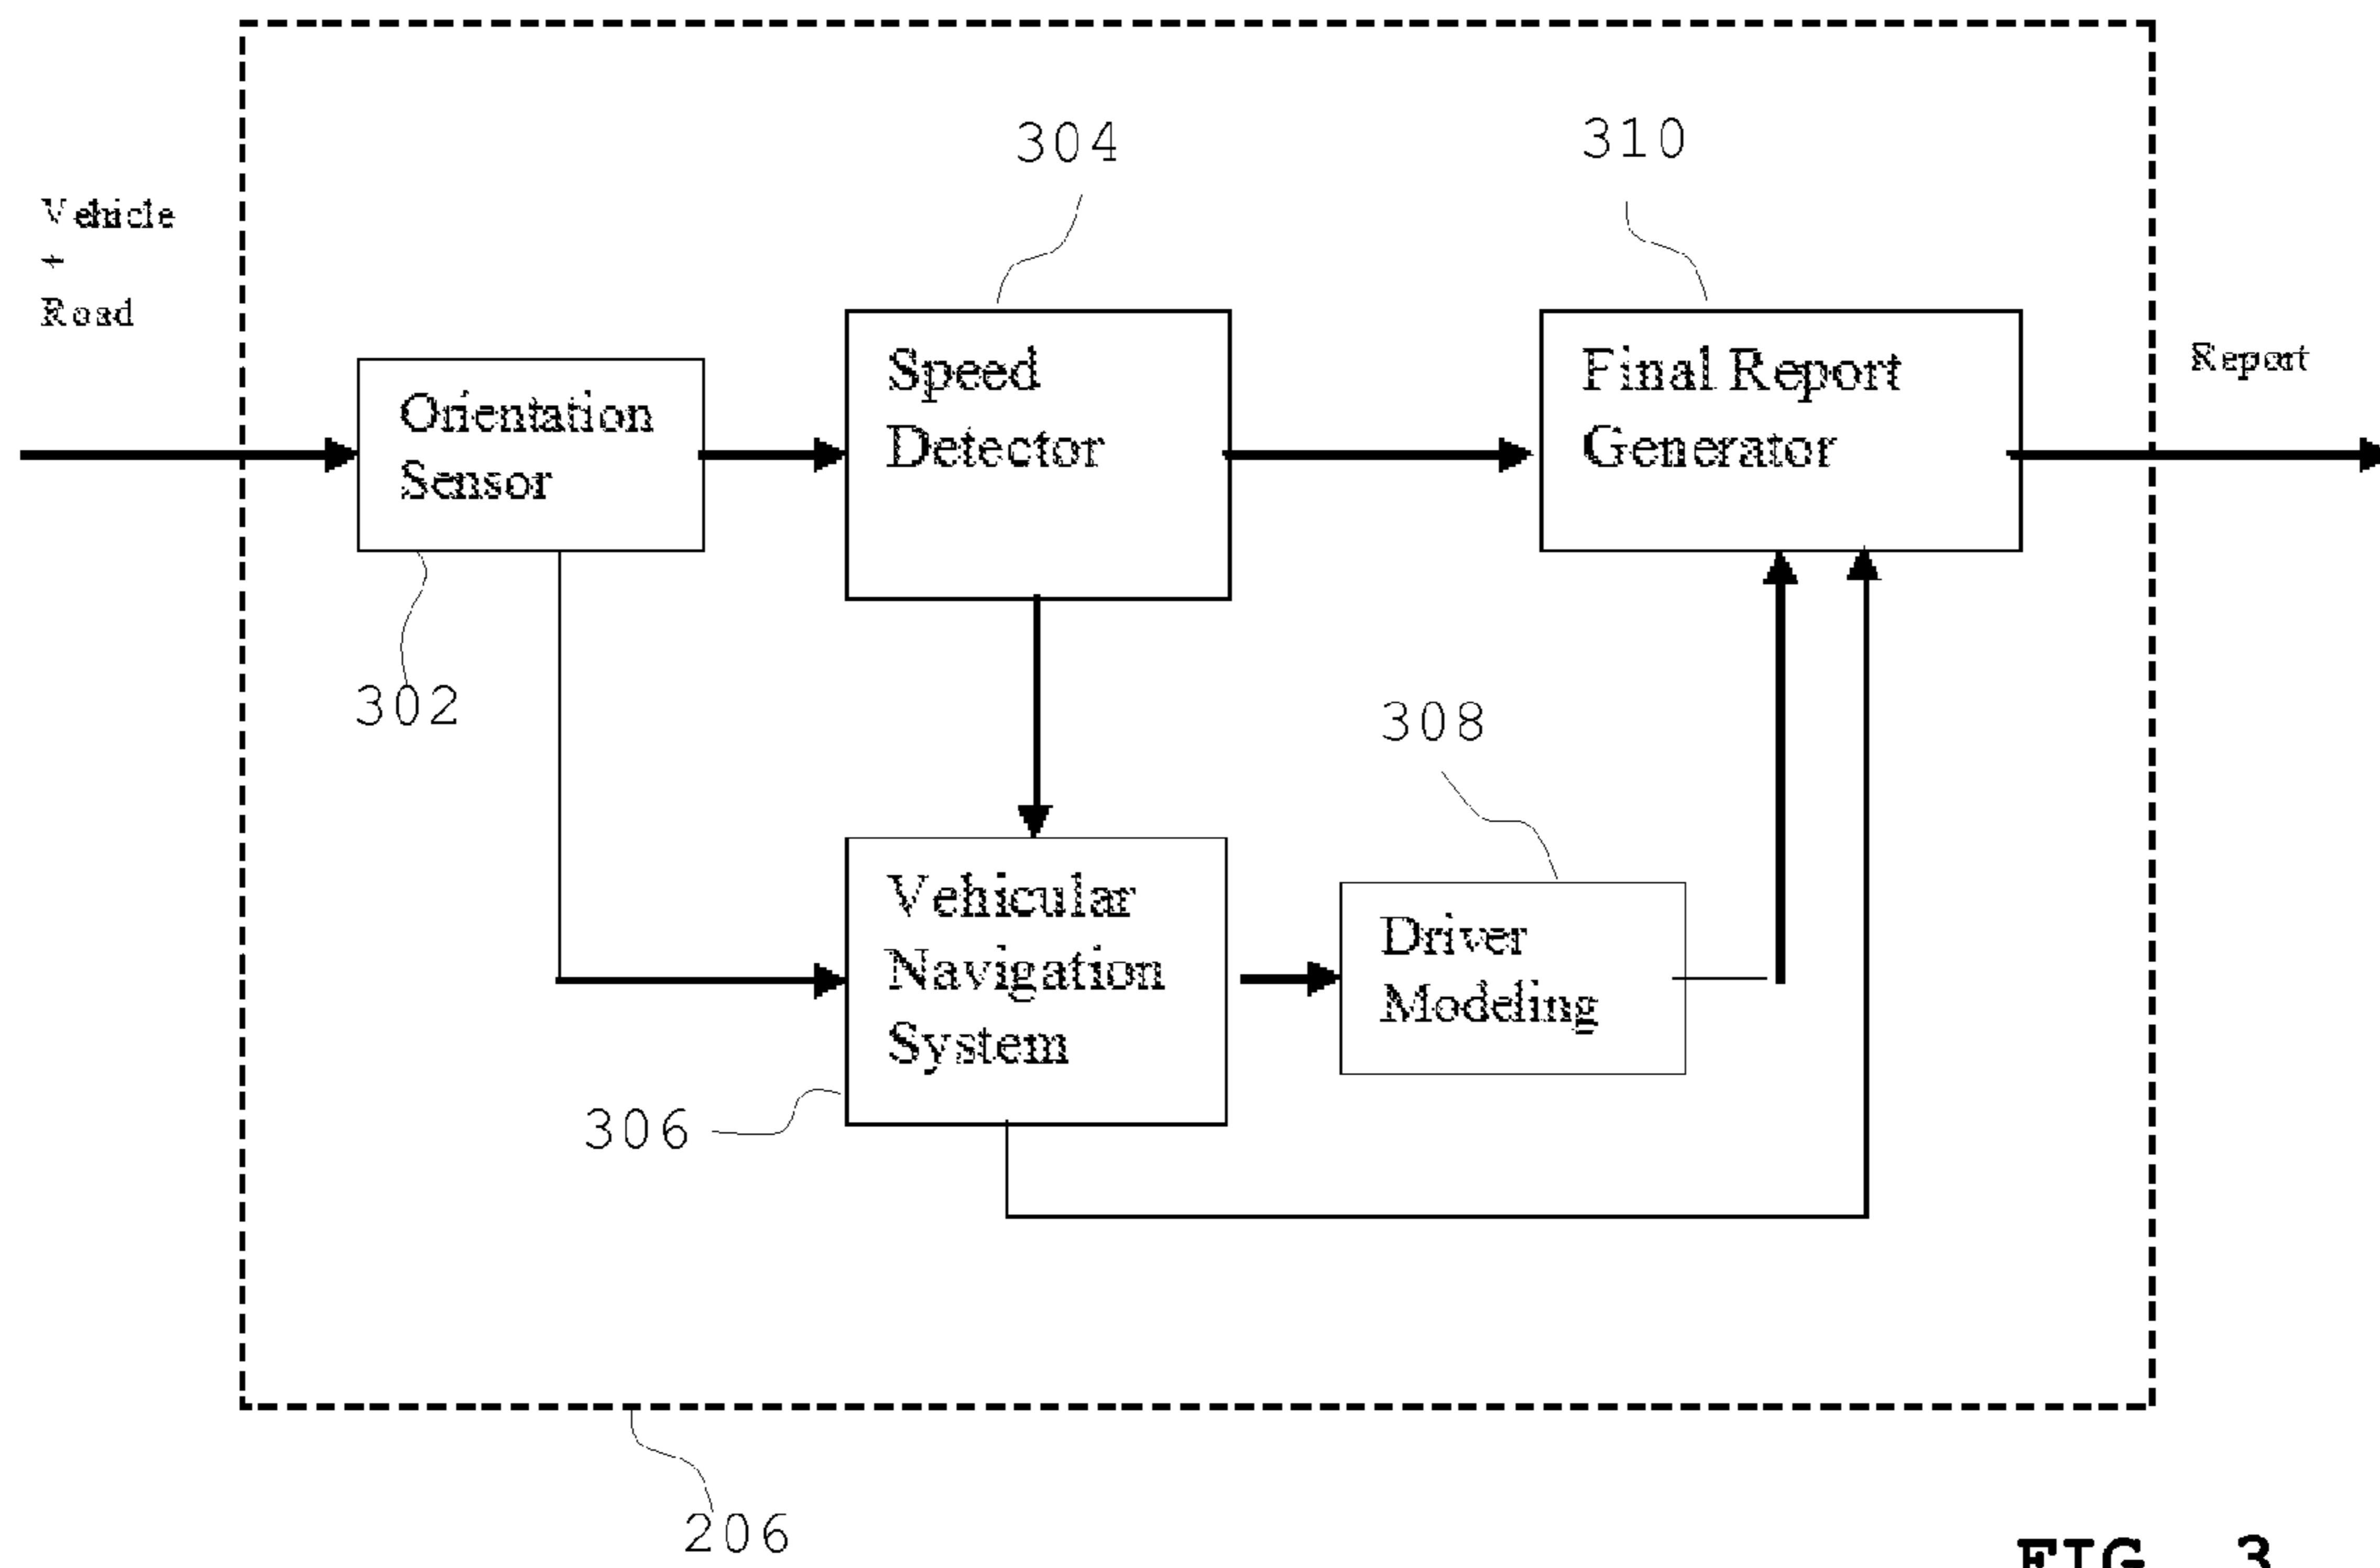 304
310
Vehicle
+
Road
Speed
Detector
Final Report
Generator
Report
Orientation
Sensor
302
308
Vehicular
Navigation
System
Driver
Modeling
306
206
FIG. 3